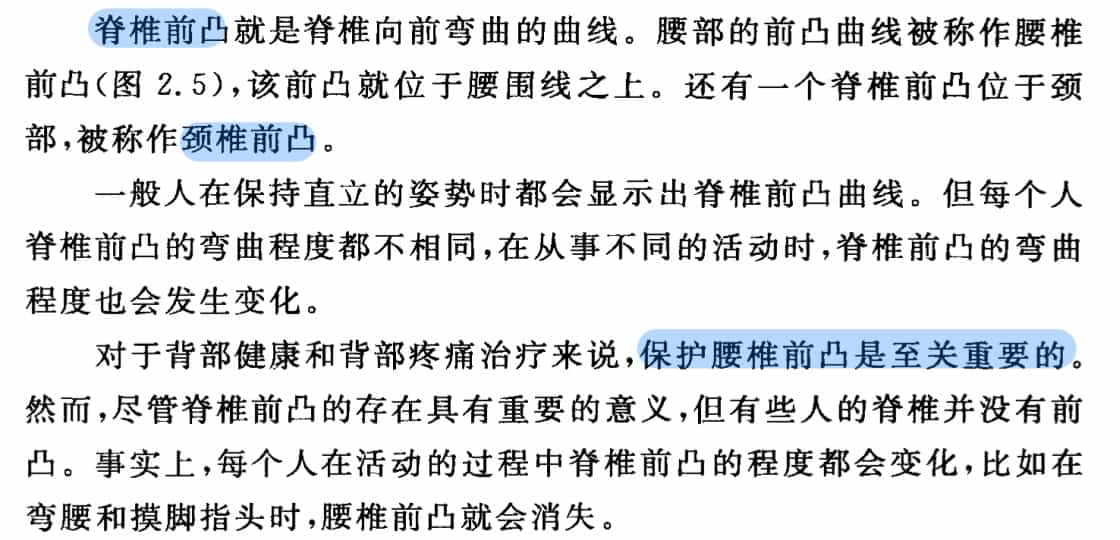 脊椎前凸就是脊椎向前弯曲的曲线。腰部的前凸曲线被称作腰椎
前凸(图 2.5),该前凸就位于腰围线之上。还有一个脊椎前凸位于颈
部,被称作颈椎前凸。
一般人在保持直立的姿势时都会显示出脊椎前凸曲线。但每个人
脊椎前凸的弯曲程度都不相同,在从事不同的活动时,脊椎前凸的弯曲
程度也会发生变化。
对于背部健康和背部疼痛治疗来说,保护腰椎前凸是至关重要的。
然而,尽管脊椎前凸的存在具有重要的意义,但有些人的脊椎并没有前
凸。事实上,每个人在活动的过程中脊椎前凸的程度都会变化,比如在
弯腰和摸脚指头时,腰椎前凸就会消失。